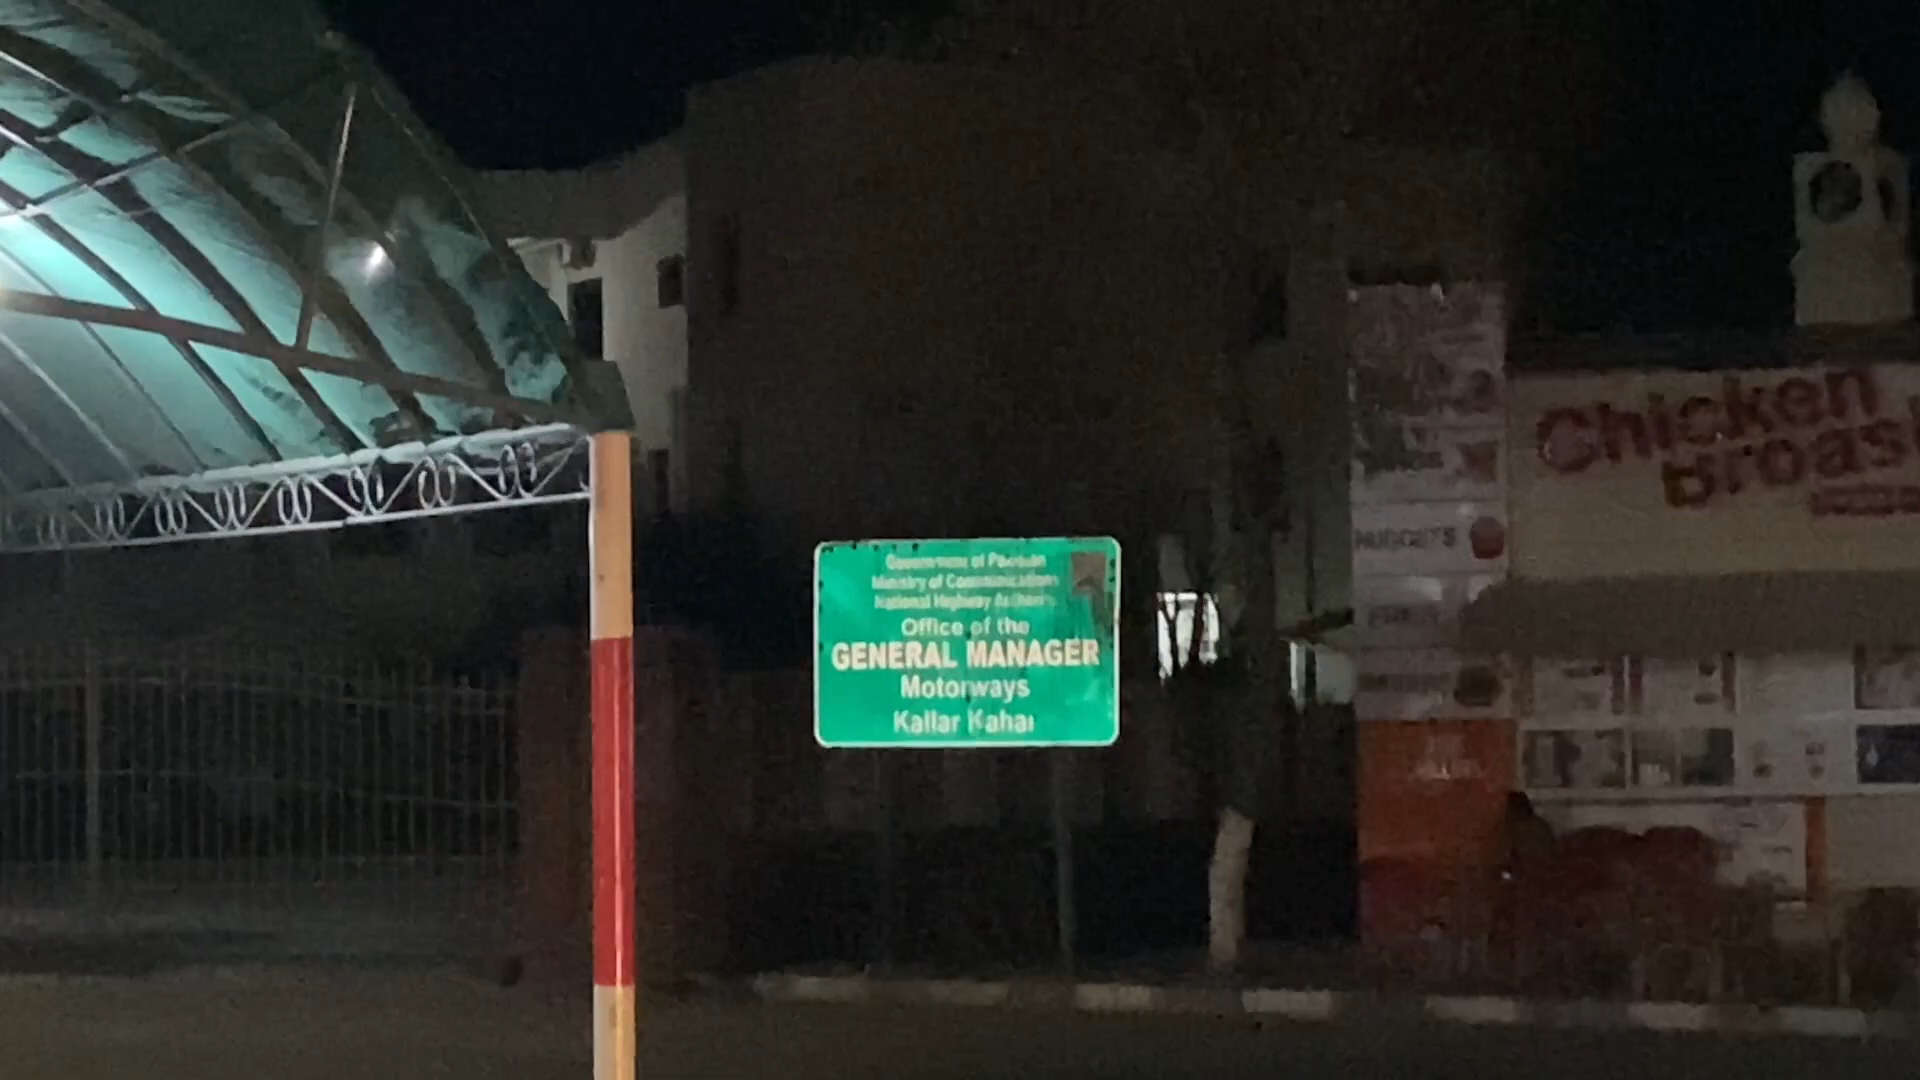 Government of Pakistan
Ministry of Communications
National Highway Authority
Office of the
GENERAL MANAGER
Motorways
Kallar Kahar
Chicken
Broast
NUGGETS